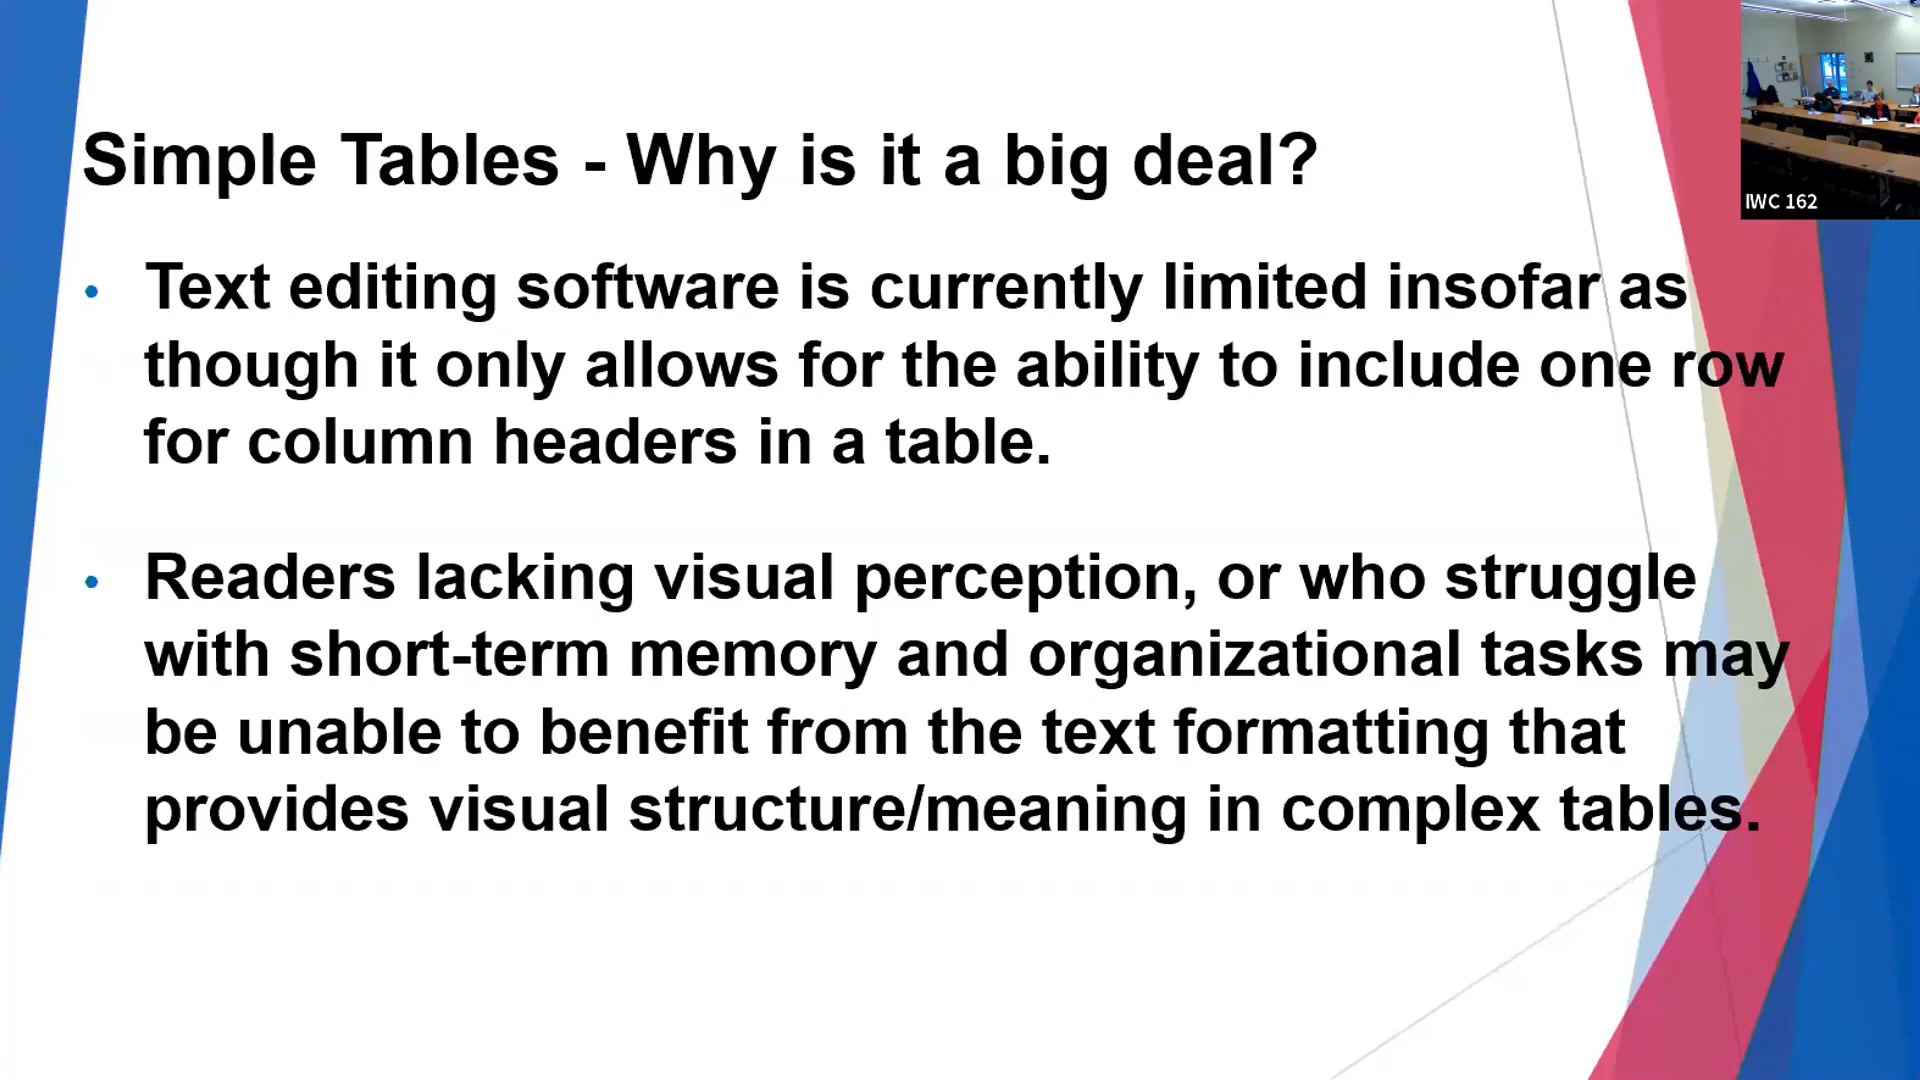 Simple Tables - Why is it a big deal?
IWC 162
• Text editing software is currently limited insofar as
though it only allows for the ability to include one row
for column headers in a table.
• Readers lacking visual perception, or who struggle
with short-term memory and organizational tasks may
be unable to benefit from the text formatting that
provides visual structure/meaning in complex tables.